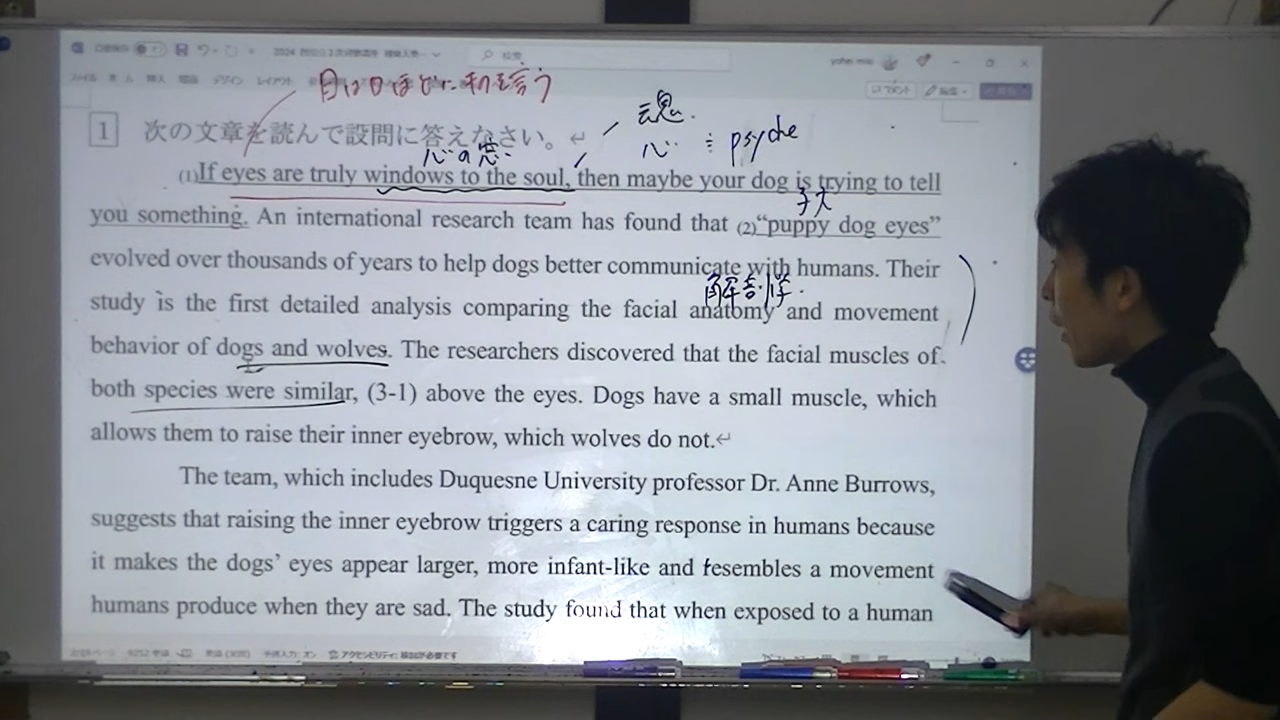 検索
目は口ほどに物を言う
魂
心
psyche
1 次の文章を読んで設問に答えなさい。
心の窓
(1)If eyes are truly windows to the soul, then maybe your dog is trying to tell
子犬
you something. An international research team has found that (2)“puppy dog eyes”
evolved over thousands of years to help dogs better communicate with humans. Their
解剖学
study is the first detailed analysis comparing the facial anatomy and movement
behavior of dogs and wolves. The researchers discovered that the facial muscles of
both species were similar, (3-1) above the eyes. Dogs have a small muscle, which
allows them to raise their inner eyebrow, which wolves do not.
The team, which includes Duquesne University professor Dr. Anne Burrows,
suggests that raising the inner eyebrow triggers a caring response in humans because
it makes the dogs’ eyes appear larger, more infant-like and resembles a movement
humans produce when they are sad. The study found that when exposed to a human